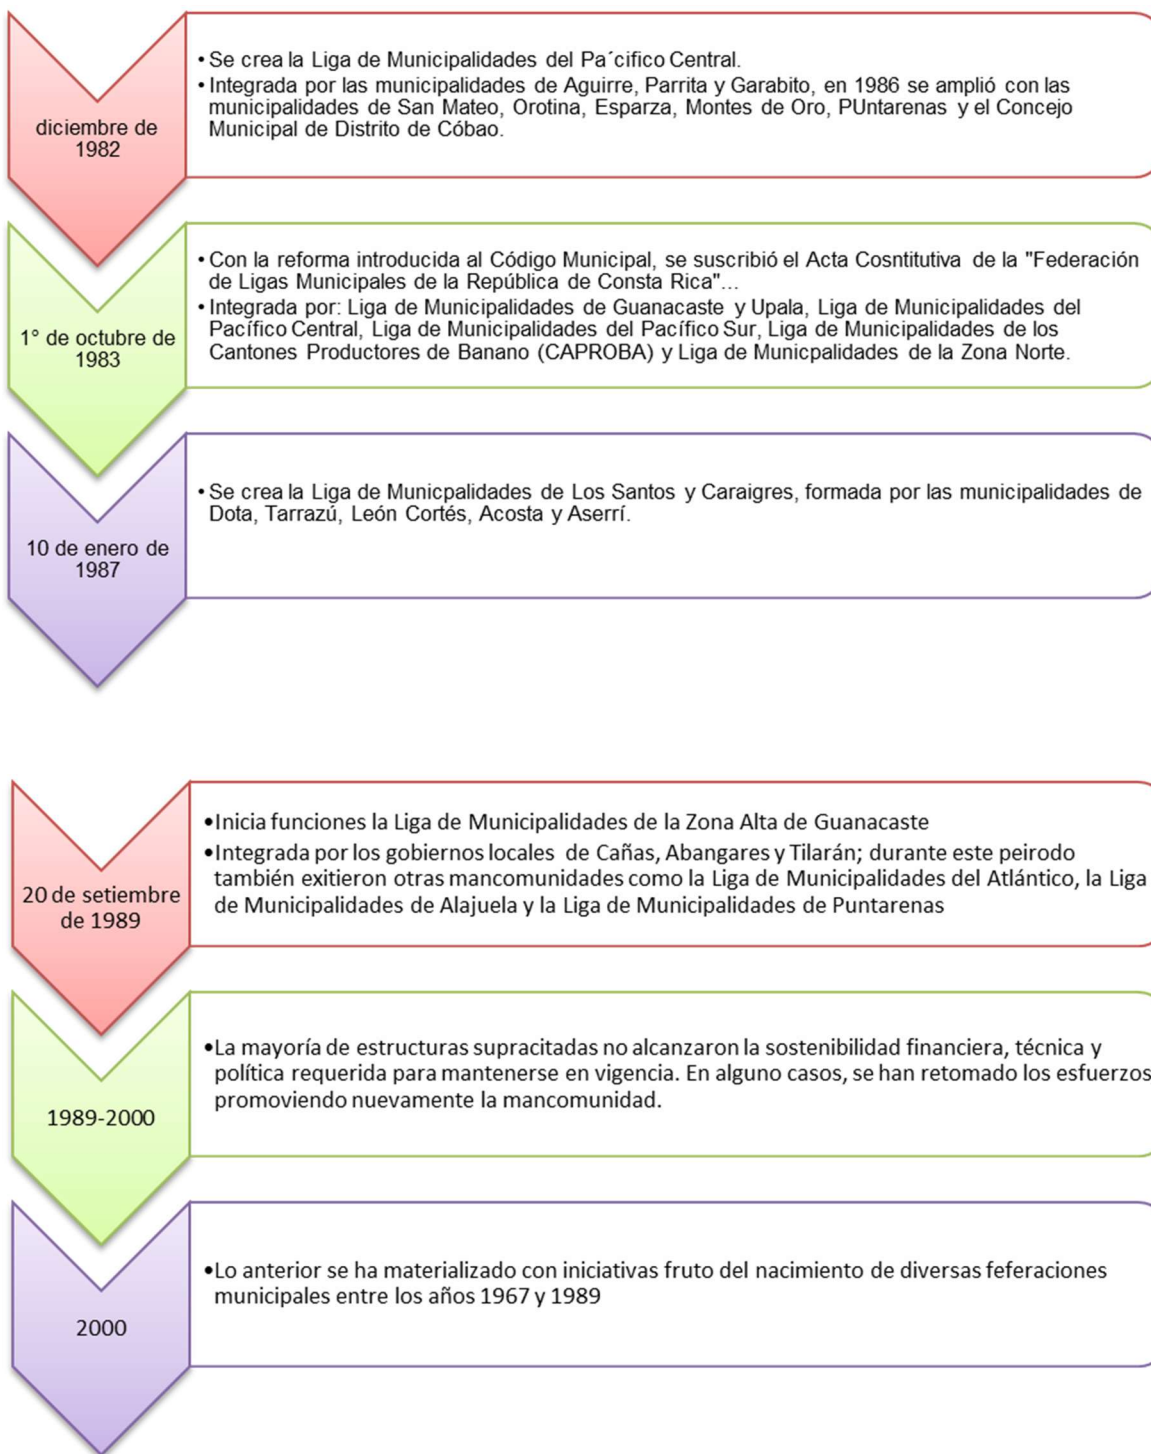 diciembre de
1982
• Se crea la Liga de Municipalidades del Pa´cifico Central.
• Integrada por las municipalidades de Aguirre, Parrita y Garabito, en 1986 se amplió con las
municipalidades de San Mateo, Orotina, Esparza, Montes de Oro, PUntarenas y el Concejo
Municipal de Distrito de Cóbao.
1° de octubre de
1983
• Con la reforma introducida al Código Municipal, se suscribió el Acta Cosntitutiva de la "Federación
de Ligas Municipales de la República de Consta Rica"...
• Integrada por: Liga de Municipalidades de Guanacaste y Upala, Liga de Municipalidades del
Pacífico Central, Liga de Municipalidades del Pacífico Sur, Liga de Municipalidades de los
Cantones Productores de Banano (CAPROBA) y Liga de Municpalidades de la Zona Norte.
10 de enero de
1987
• Se crea la Liga de Municpalidades de Los Santos y Caraigres, formada por las municipalidades de
Dota, Tarrazú, León Cortés, Acosta y Aserrí.
20 de setiembre
de 1989
•Inicia funciones la Liga de Municipalidades de la Zona Alta de Guanacaste
•Integrada por los gobiernos locales de Cañas, Abangares y Tilarán; durante este peirodo
también exitieron otras mancomunidades como la Liga de Municipalidades del Atlántico, la Liga
de Municipalidades de Alajuela y la Liga de Municipalidades de Puntarenas
1989-2000
•La mayoría de estructuras supracitadas no alcanzaron la sostenibilidad financiera, técnica y
política requerida para mantenerse en vigencia. En alguno casos, se han retomado los esfuerzos
promoviendo nuevamente la mancomunidad.
2000
•Lo anterior se ha materializado con iniciativas fruto del nacimiento de diversas feferaciones
municipales entre los años 1967 y 1989